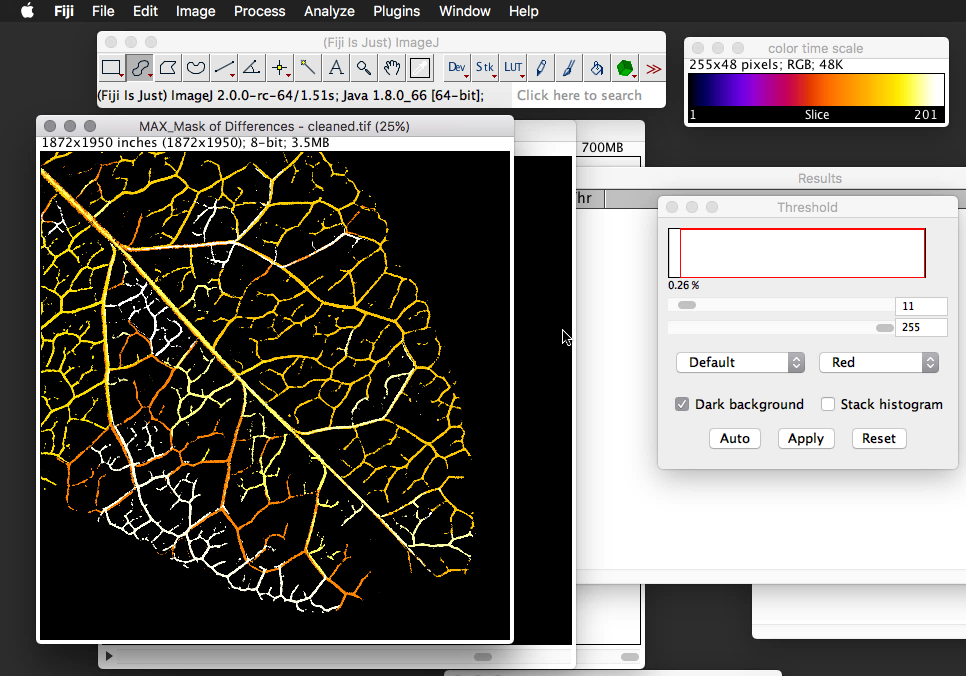 Fiji File Edit Image Process Analyze Plugins Window Help
(Fiji Is Just) ImageJ
Dev Stk LUT
(Fiji Is Just) ImageJ 2.0.0-rc-64/1.51s; Java 1.8.0_66 [64-bit];
Click here to search
color time scale
255x48 pixels; RGB; 48K
1 Slice 201
MAX_Mask of Differences - cleaned.tif (25%)
1872x1950 inches (1872x1950); 8-bit; 3.5MB
700MB
Results
hr
Threshold
0.26 %
11
255
Default Red
Dark background Stack histogram
Auto Apply Reset